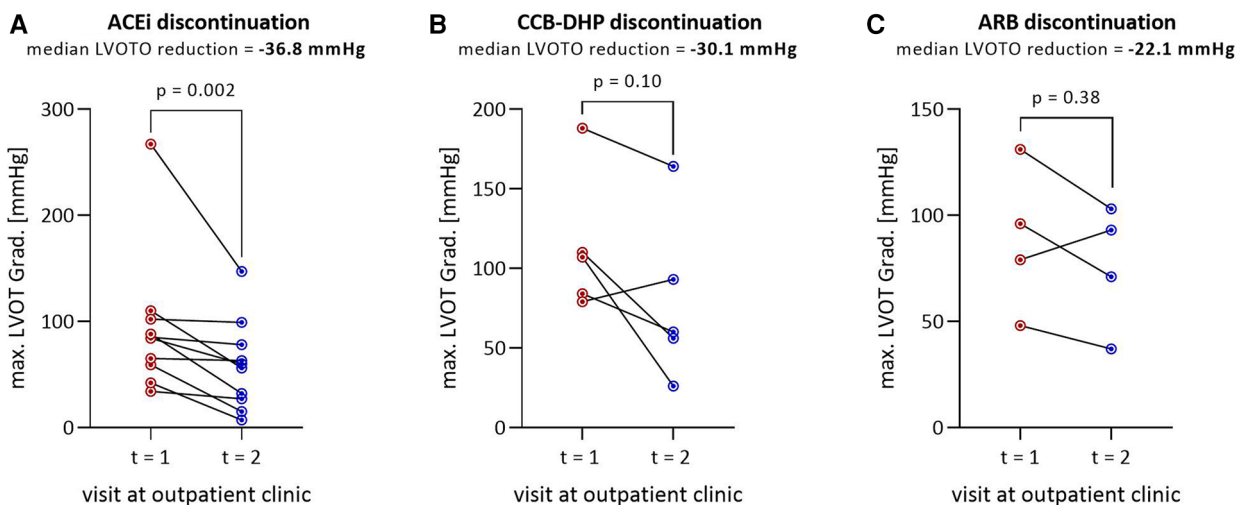 A
ACEi discontinuation
median LVOTO reduction = -36.8 mmHg
p = 0.002
300
200
100
0
max. LVOT Grad. [mmHg]
t = 1
t = 2
visit at outpatient clinic
B
CCB-DHP discontinuation
median LVOTO reduction = -30.1 mmHg
p = 0.10
200
150
100
50
0
max. LVOT Grad. [mmHg]
t = 1
t = 2
visit at outpatient clinic
C
ARB discontinuation
median LVOTO reduction = -22.1 mmHg
p = 0.38
150
100
50
0
max. LVOT Grad. [mmHg]
t = 1
t = 2
visit at outpatient clinic